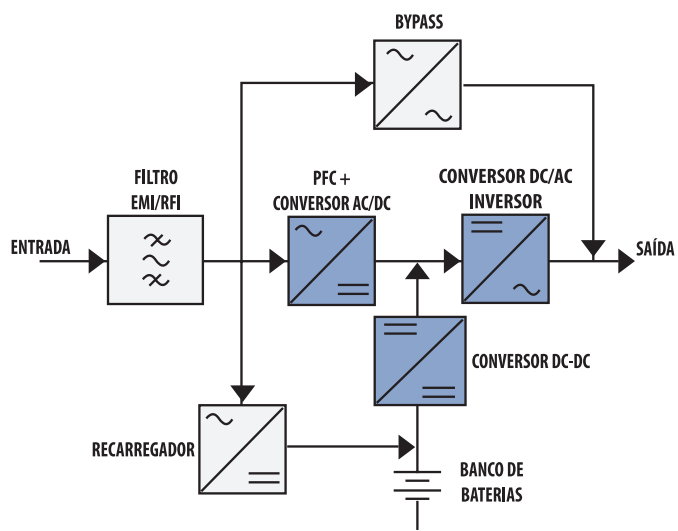 BYPASS
FILTRO
EMI/RFI
PFC +
CONVERSOR AC/DC
CONVERSOR DC/AC
INVERSOR
ENTRADA
SAÍDA
CONVERSOR DC-DC
RECARREGADOR
BANCO DE
BATERIAS